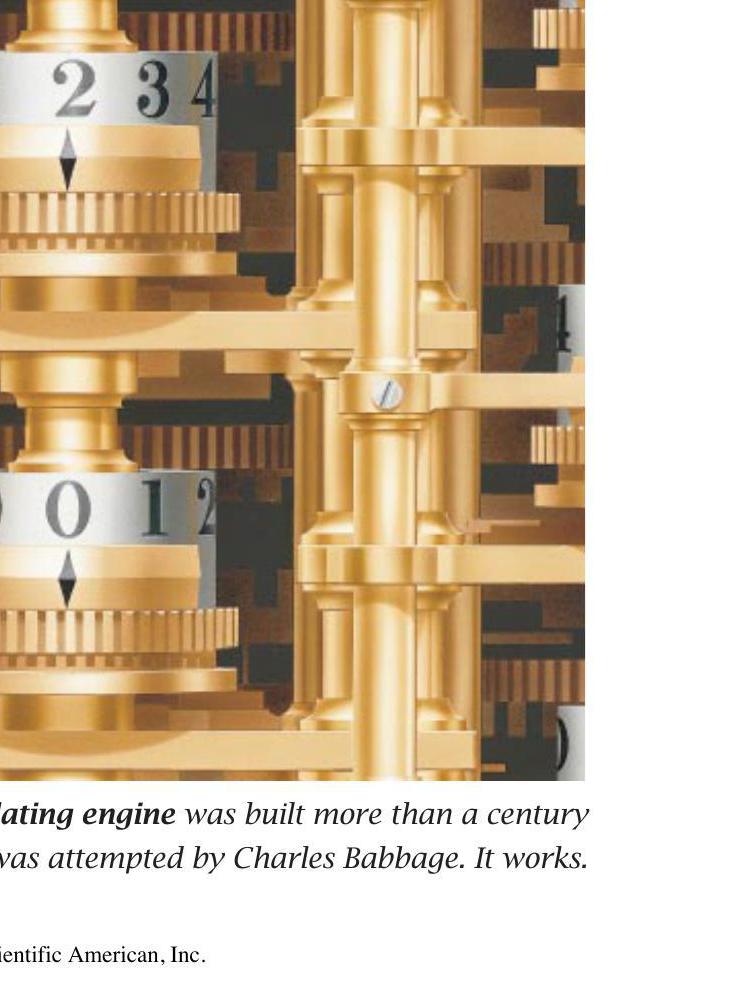 2 3 4
0 1 2
lating engine was built more than a century
was attempted by Charles Babbage. It works.
ientific American, Inc.